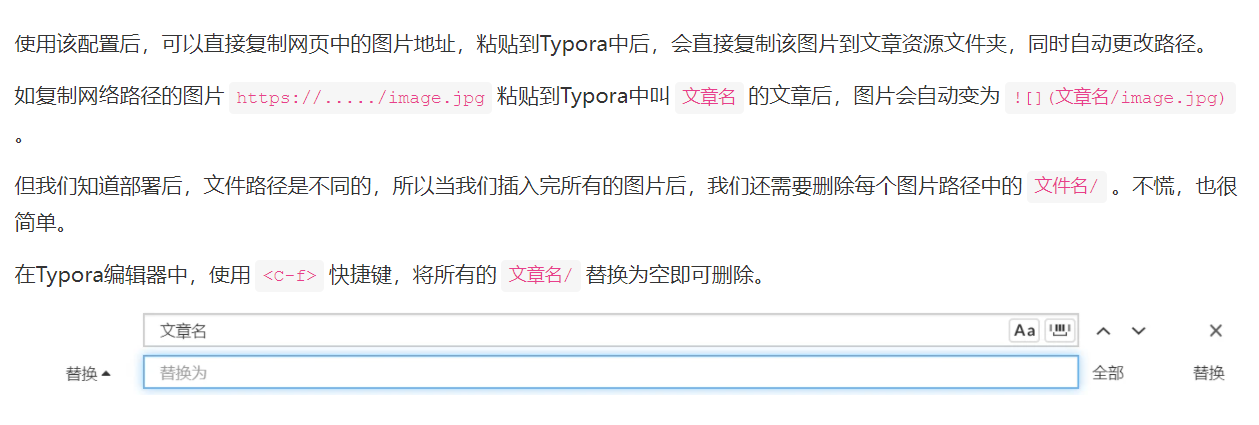 使用该配置后，可以直接复制网页中的图片地址，粘贴到Typora中后，会直接复制该图片到文章资源文件夹，同时自动更改路径。
如复制网络路径的图片 https://...../image.jpg 粘贴到Typora中叫 文章名 的文章后，图片会自动变为 ![](文章名/image.jpg)
。
但我们知道部署后，文件路径是不同的，所以当我们插入完所有的图片后，我们还需要删除每个图片路径中的 文件名/ 。不慌，也很
简单。
在Typora编辑器中，使用 <C-f> 快捷键，将所有的 文章名/ 替换为空即可删除。
文章名 Aa
替换 替换为 全部 替换